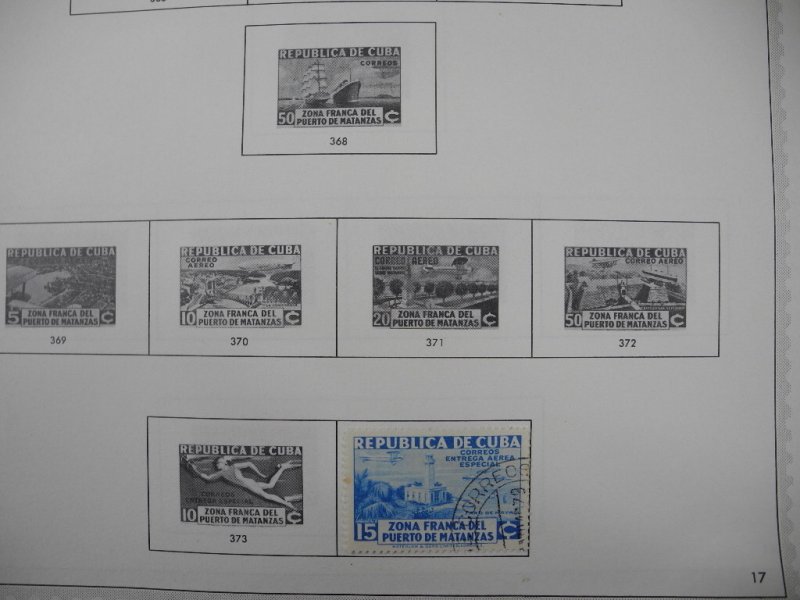 REPUBLICA DE CUBA
CORREOS
50 ZONA FRANCA DEL
PUERTO DE MATANZAS ¢
368
REPUBLICA DE CUBA
5 ZONA FRANCA DEL
PUERTO DE MATANZAS ¢
369
REPUBLICA DE CUBA
CORREO
AEREO
10 ZONA FRANCA DEL
PUERTO DE MATANZAS ¢
370
REPUBLICA DE CUBA
CORREO AEREO
20 ZONA FRANCA DEL
PUERTO DE MATANZAS ¢
371
REPUBLICA DE CUBA
CORREO AEREO
50 ZONA FRANCA DEL
PUERTO DE MATANZAS ¢
372
REPUBLICA DE CUBA
CORREOS
ENTREGA ESPECIAL
10 ZONA FRANCA DEL
PUERTO DE MATANZAS ¢
373
REPUBLICA DE CUBA
CORREOS
ENTREGA AEREA
ESPECIAL
CORREO
15 ZONA FRANCA DEL
PUERTO DE MATANZAS ¢
17